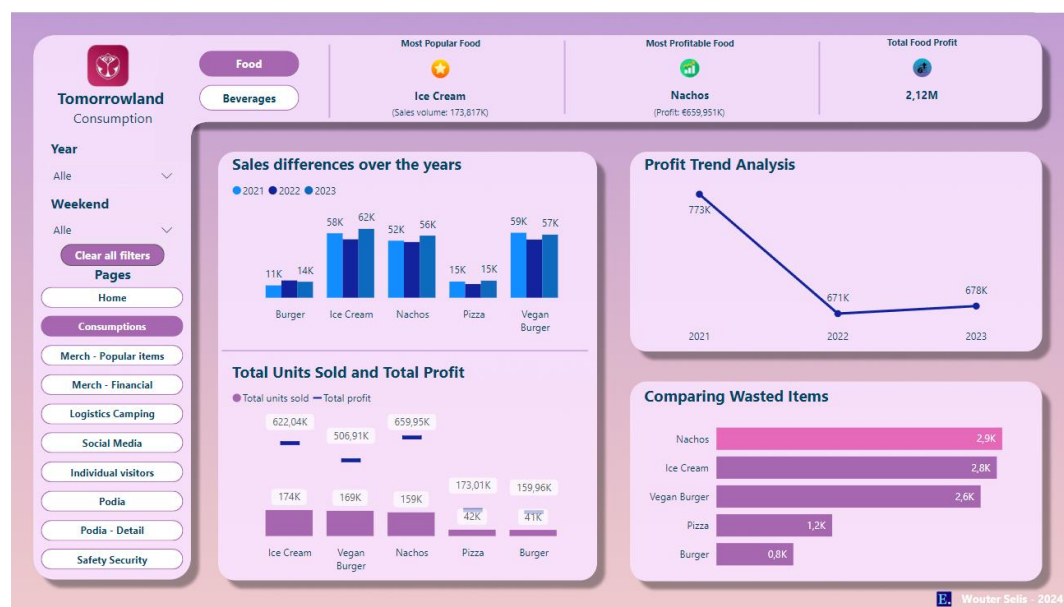 Tomorrowland
Consumption
Food
Beverages
Most Popular Food
Ice Cream
(Sales volume: 173,817K)
Most Profitable Food
Nachos
(Profit: €659,951K)
Total Food Profit
2,12M
Year
Alle
Weekend
Alle
Clear all filters
Pages
Home
Consumptions
Merch - Popular items
Merch - Financial
Logistics Camping
Social Media
Individual visitors
Podia
Podia - Detail
Safety Security
Sales differences over the years
2021 2022 2023
11K 14K 58K 62K 52K 56K 15K 15K 59K 57K
Burger Ice Cream Nachos Pizza Vegan
Burger
Total Units Sold and Total Profit
Total units sold Total profit
622,04K 506,91K 659,95K 173,01K 159,96K
174K 169K 159K 42K 41K
Ice Cream Vegan Nachos Pizza Burger
Burger
Profit Trend Analysis
773K
671K
678K
2021 2022 2023
Comparing Wasted Items
Nachos 2,9K
Ice Cream 2,8K
Vegan Burger 2,6K
Pizza 1,2K
Burger 0,8K
E. Wouter Selis - 2024